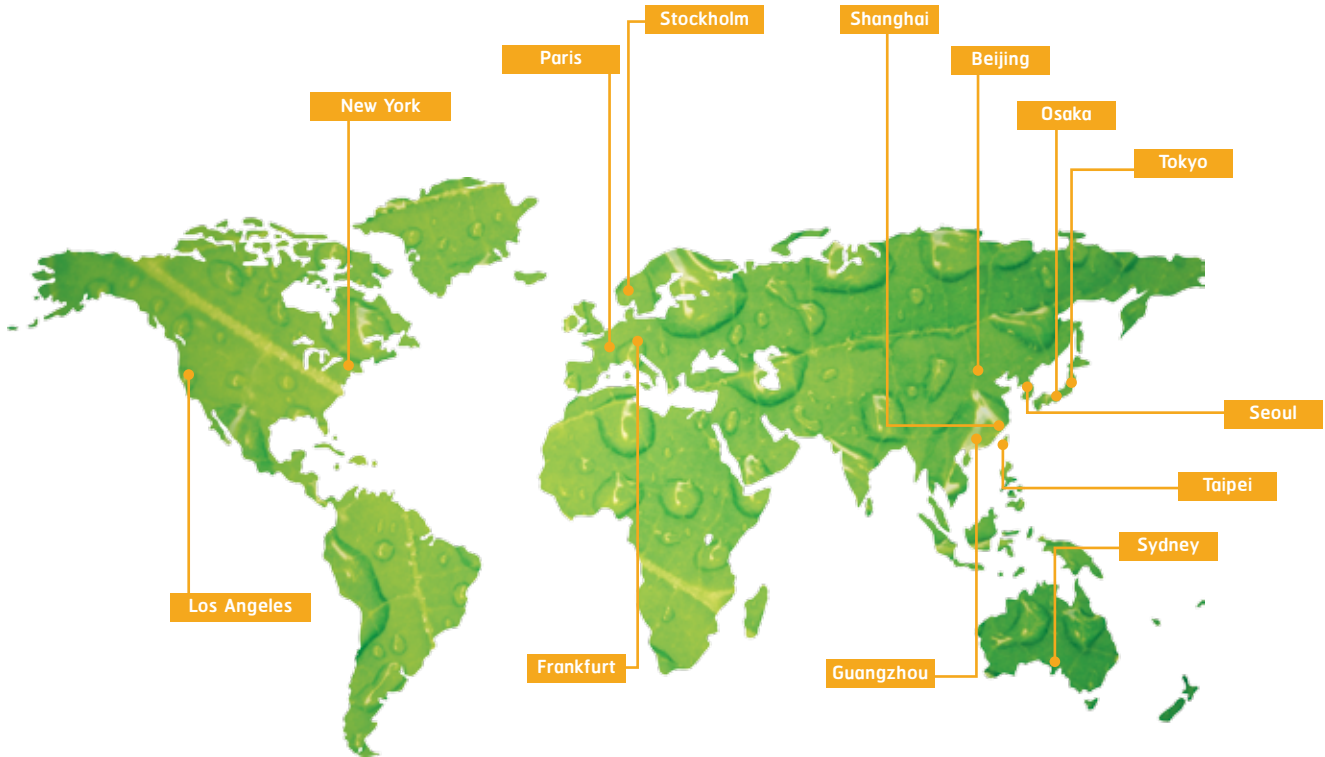 Stockholm
Shanghai
Paris
Beijing
New York
Osaka
Tokyo
Seoul
Taipei
Sydney
Los Angeles
Frankfurt
Guangzhou